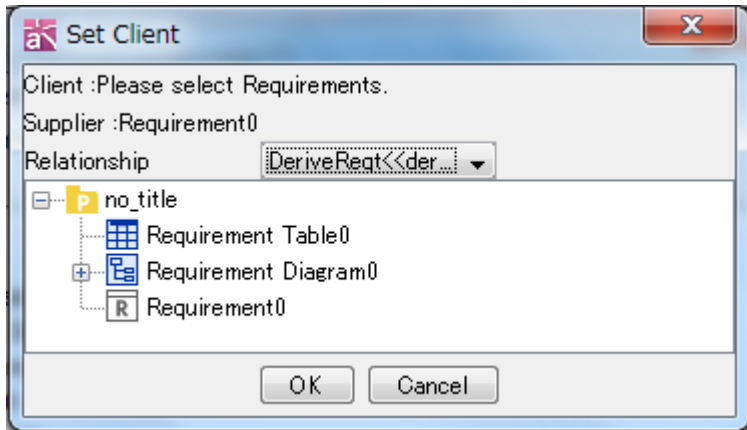 Set Client
Client :Please select Requirements.
Supplier :Requirement0
Relationship DeriveReqt<<der...
no_title
Requirement Table0
Requirement Diagram0
Requirement0
OK Cancel